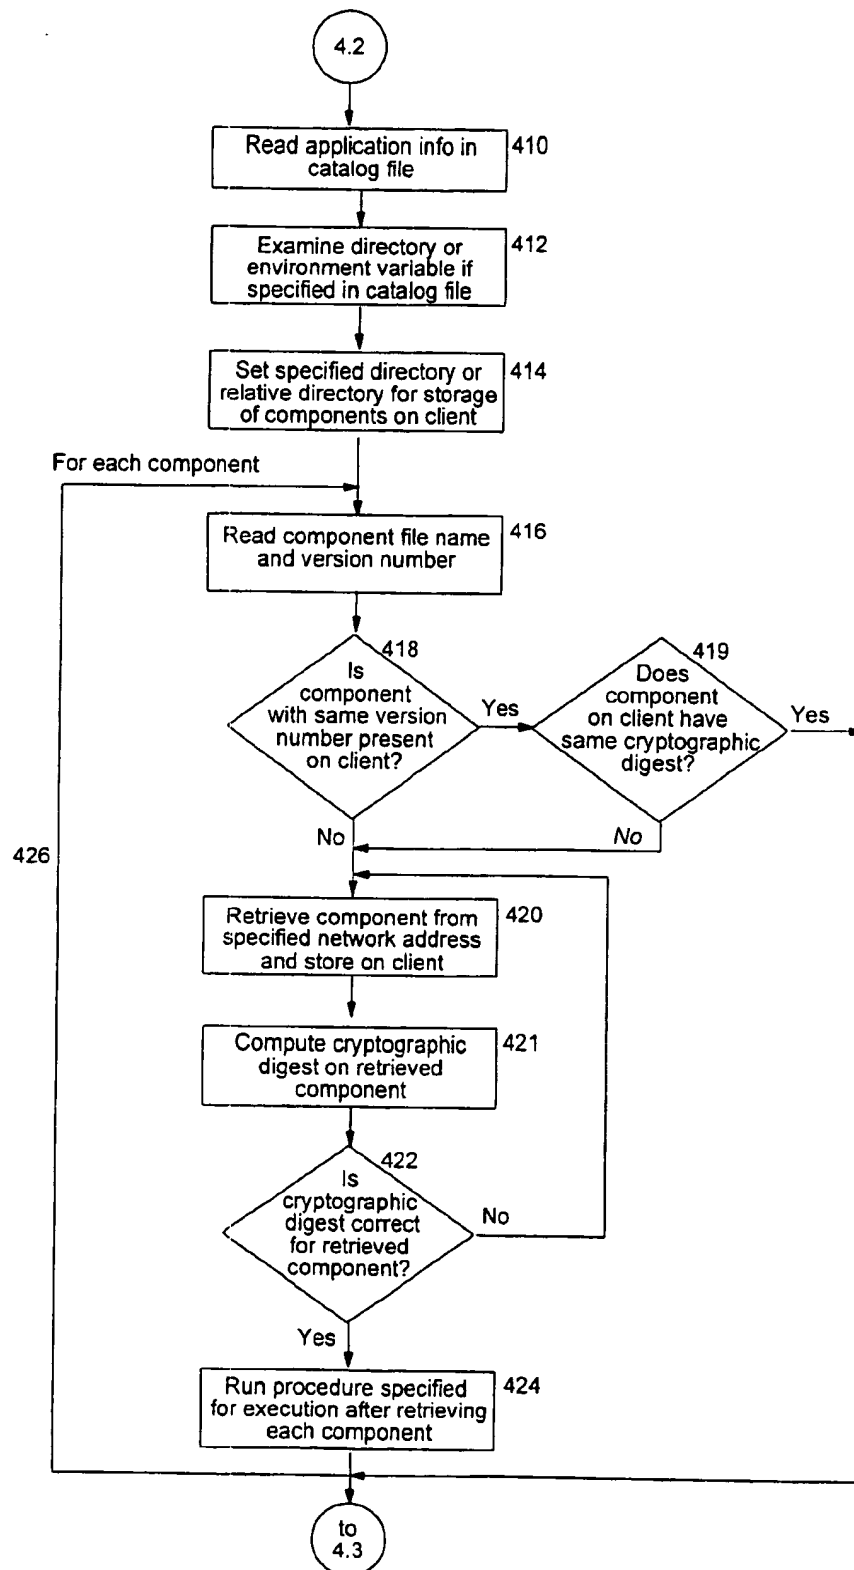 4.2
Read application info in
catalog file
410
Examine directory or
environment variable if
specified in catalog file
412
Set specified directory or
relative directory for storage
of components on client
414
For each component
Read component file name
and version number
416
418
Is
component
with same version
number present
on client?
Yes
419
Does
component
on client have
same cryptographic
digest?
Yes
No
No
426
Retrieve component from
specified network address
and store on client
420
Compute cryptographic
digest on retrieved
component
421
422
Is
cryptographic
digest correct
for retrieved
component?
No
Yes
Run procedure specified
for execution after retrieving
each component
424
to
4.3